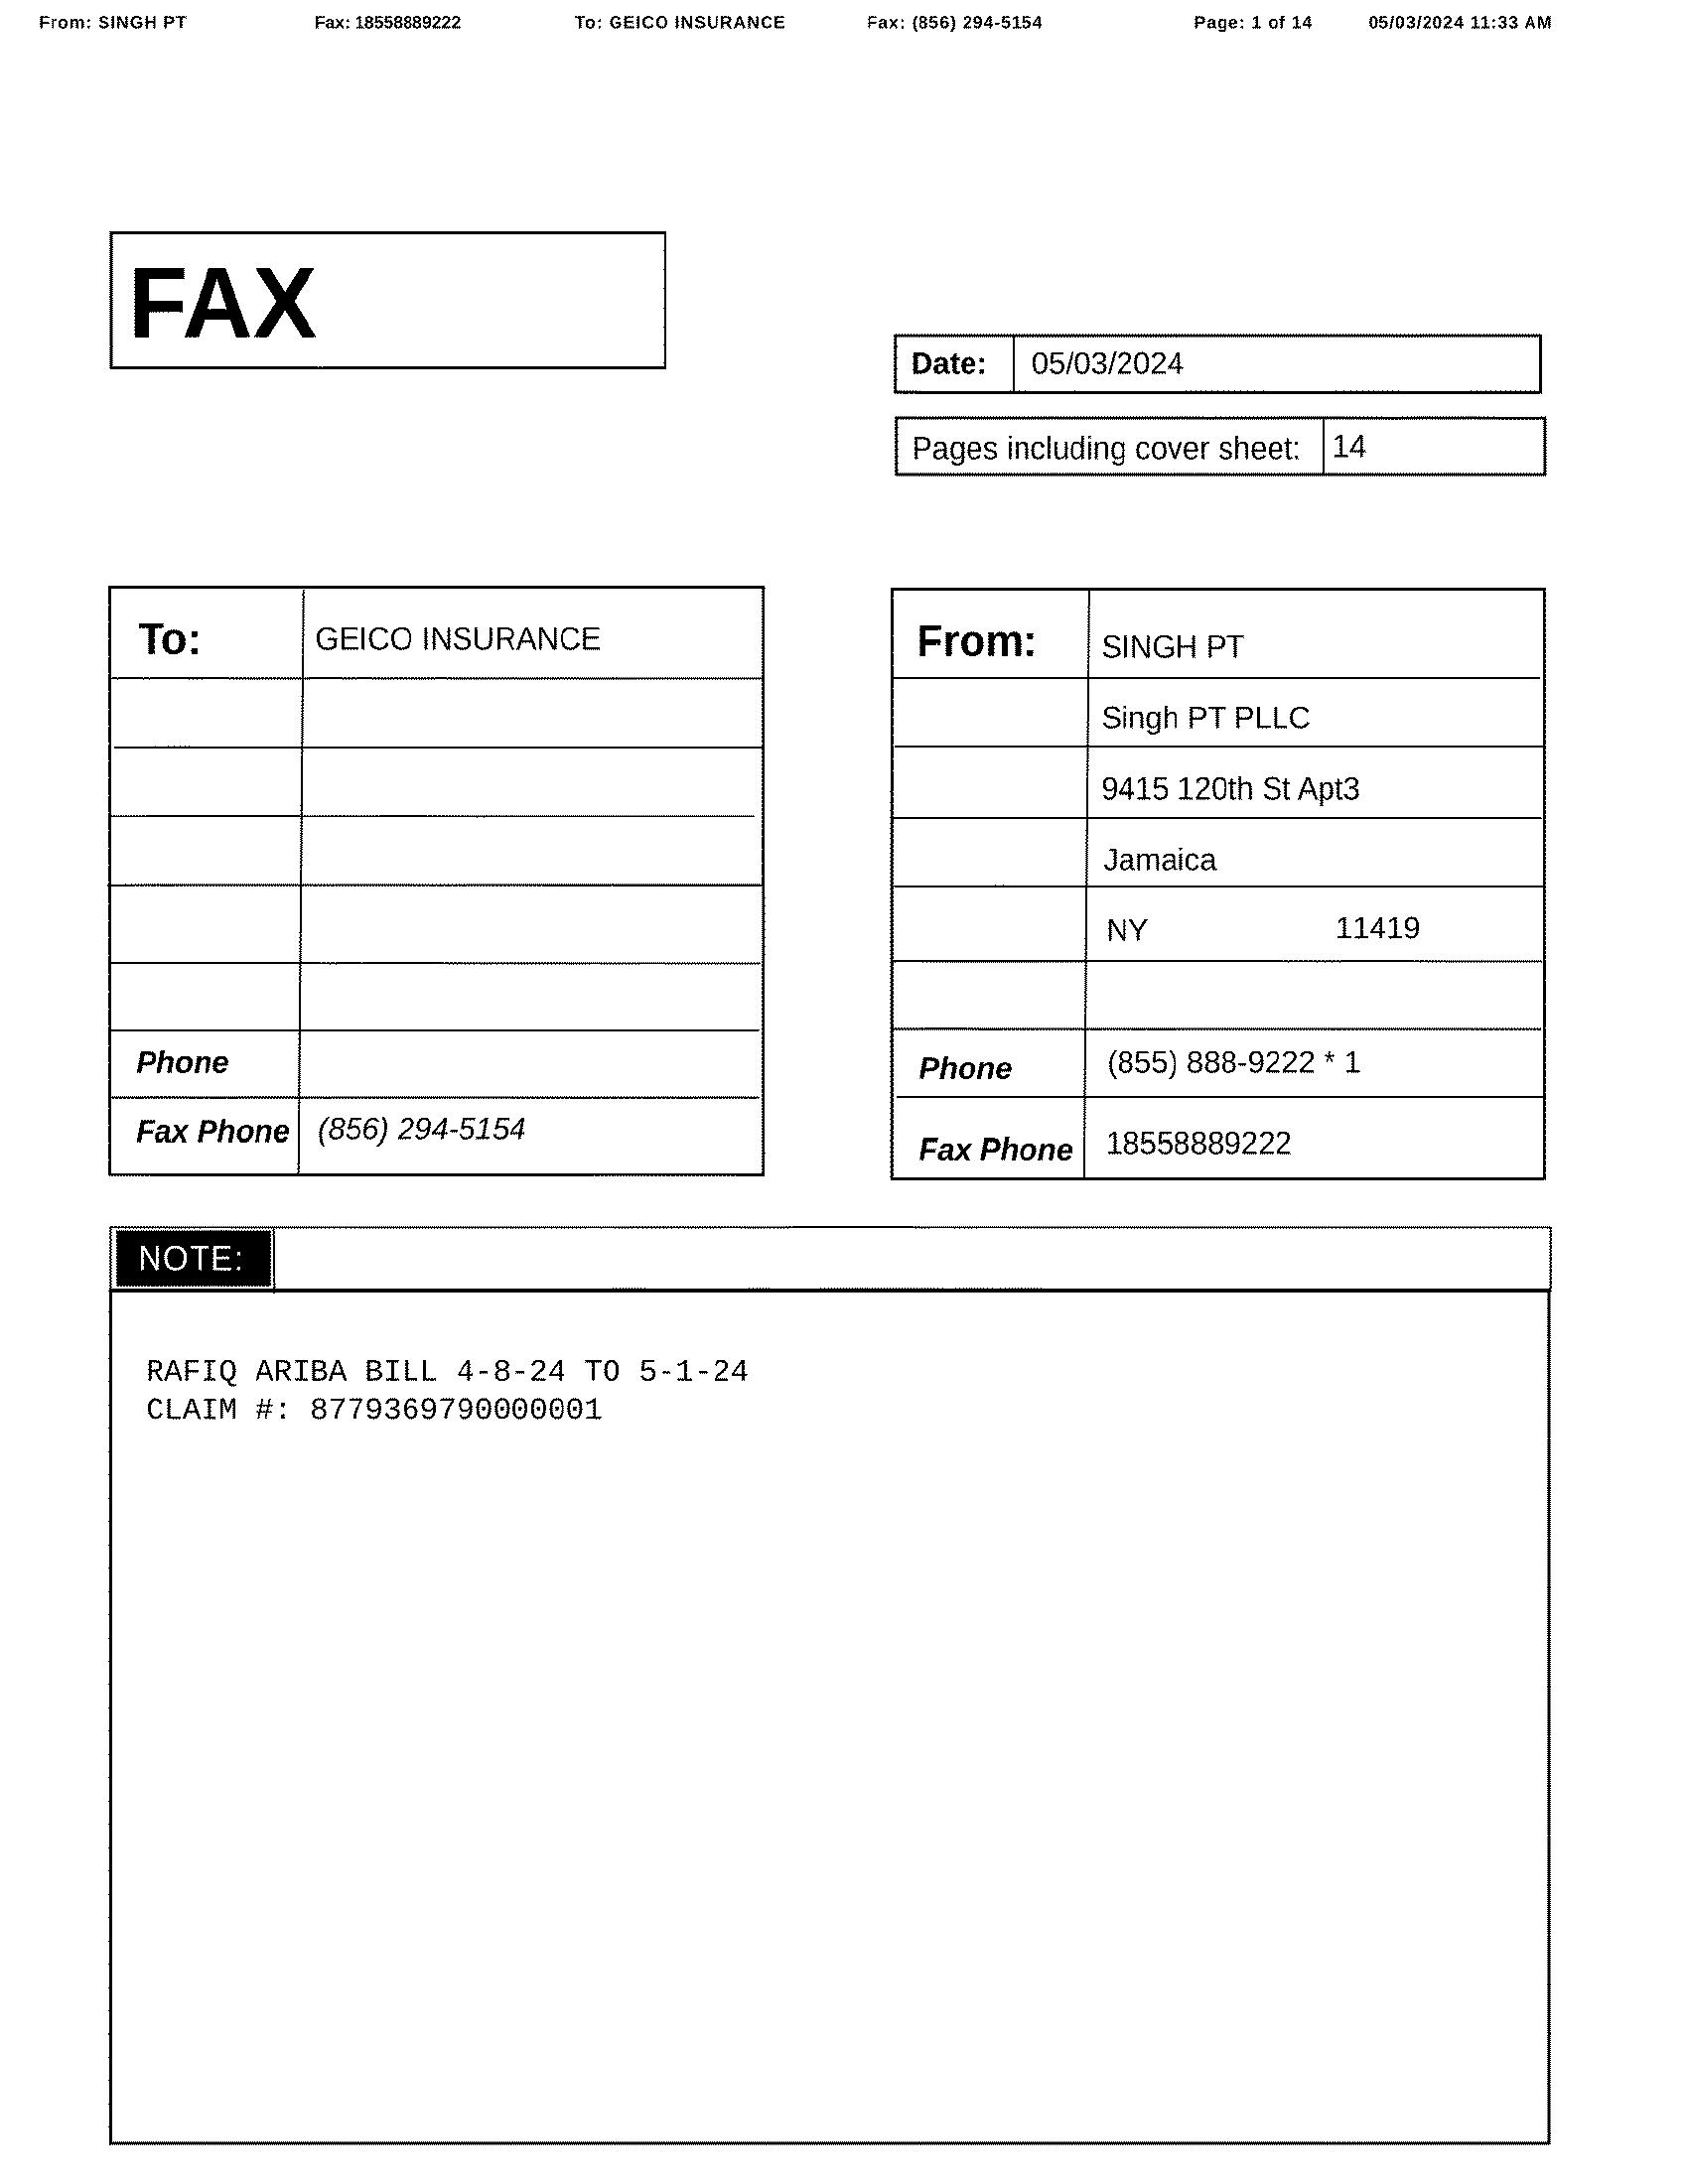 From: SINGH PT Fax: 18558889222 To: GEICO INSURANCE Fax: (856) 294-5154 Page: 1 of 14 05/03/2024 11:33 AM
FAX
Date: 05/03/2024
Pages including cover sheet: 14
To: GEICO INSURANCE
Phone
Fax Phone (856) 294-5154
From: SINGH PT
Singh PT PLLC
9415 120th St Apt3
Jamaica
NY 11419
Phone (855) 888-9222 * 1
Fax Phone 18558889222
NOTE:
RAFIQ ARIBA BILL 4-8-24 TO 5-1-24
CLAIM #: 8779369790000001